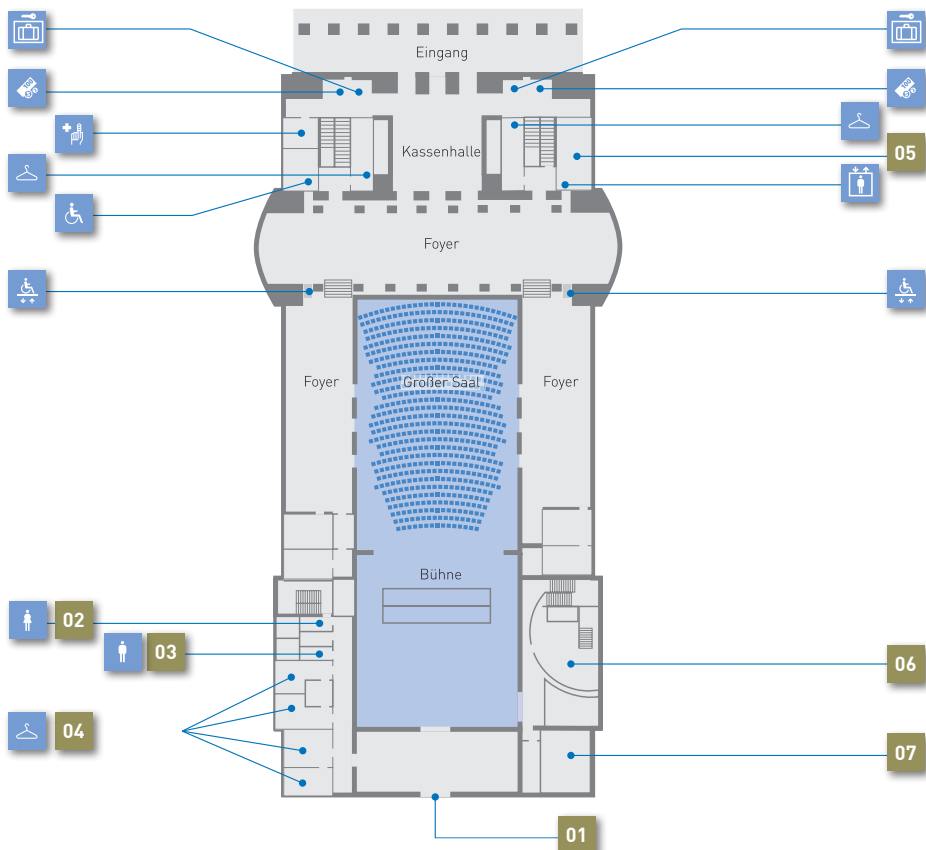 Eingang
Kassenhalle
05
Foyer
Foyer
Großer Saal
Foyer
Bühne
02
03
06
04
07
01